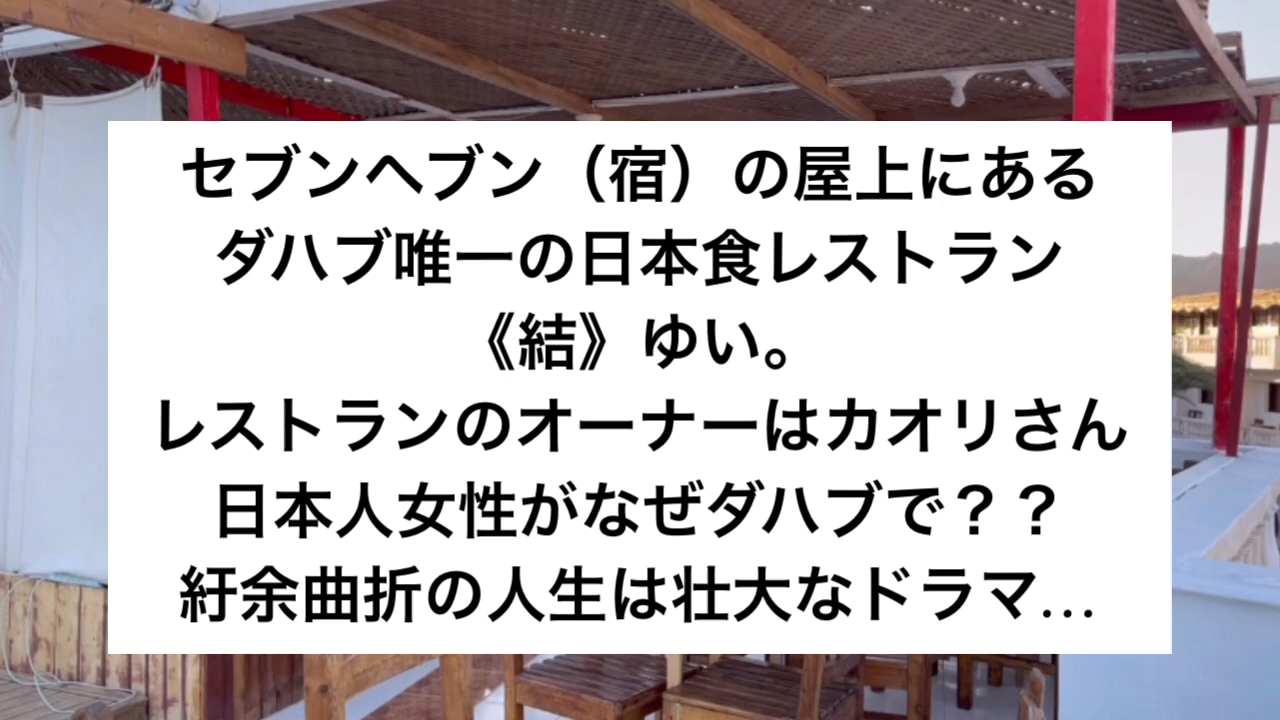 セブンヘブン（宿）の屋上にある
ダハブ唯一の日本食レストラン
《結》ゆい。
レストランのオーナーはカオリさん
日本人女性がなぜダハブで？？
紆余曲折の人生は壮大なドラマ…